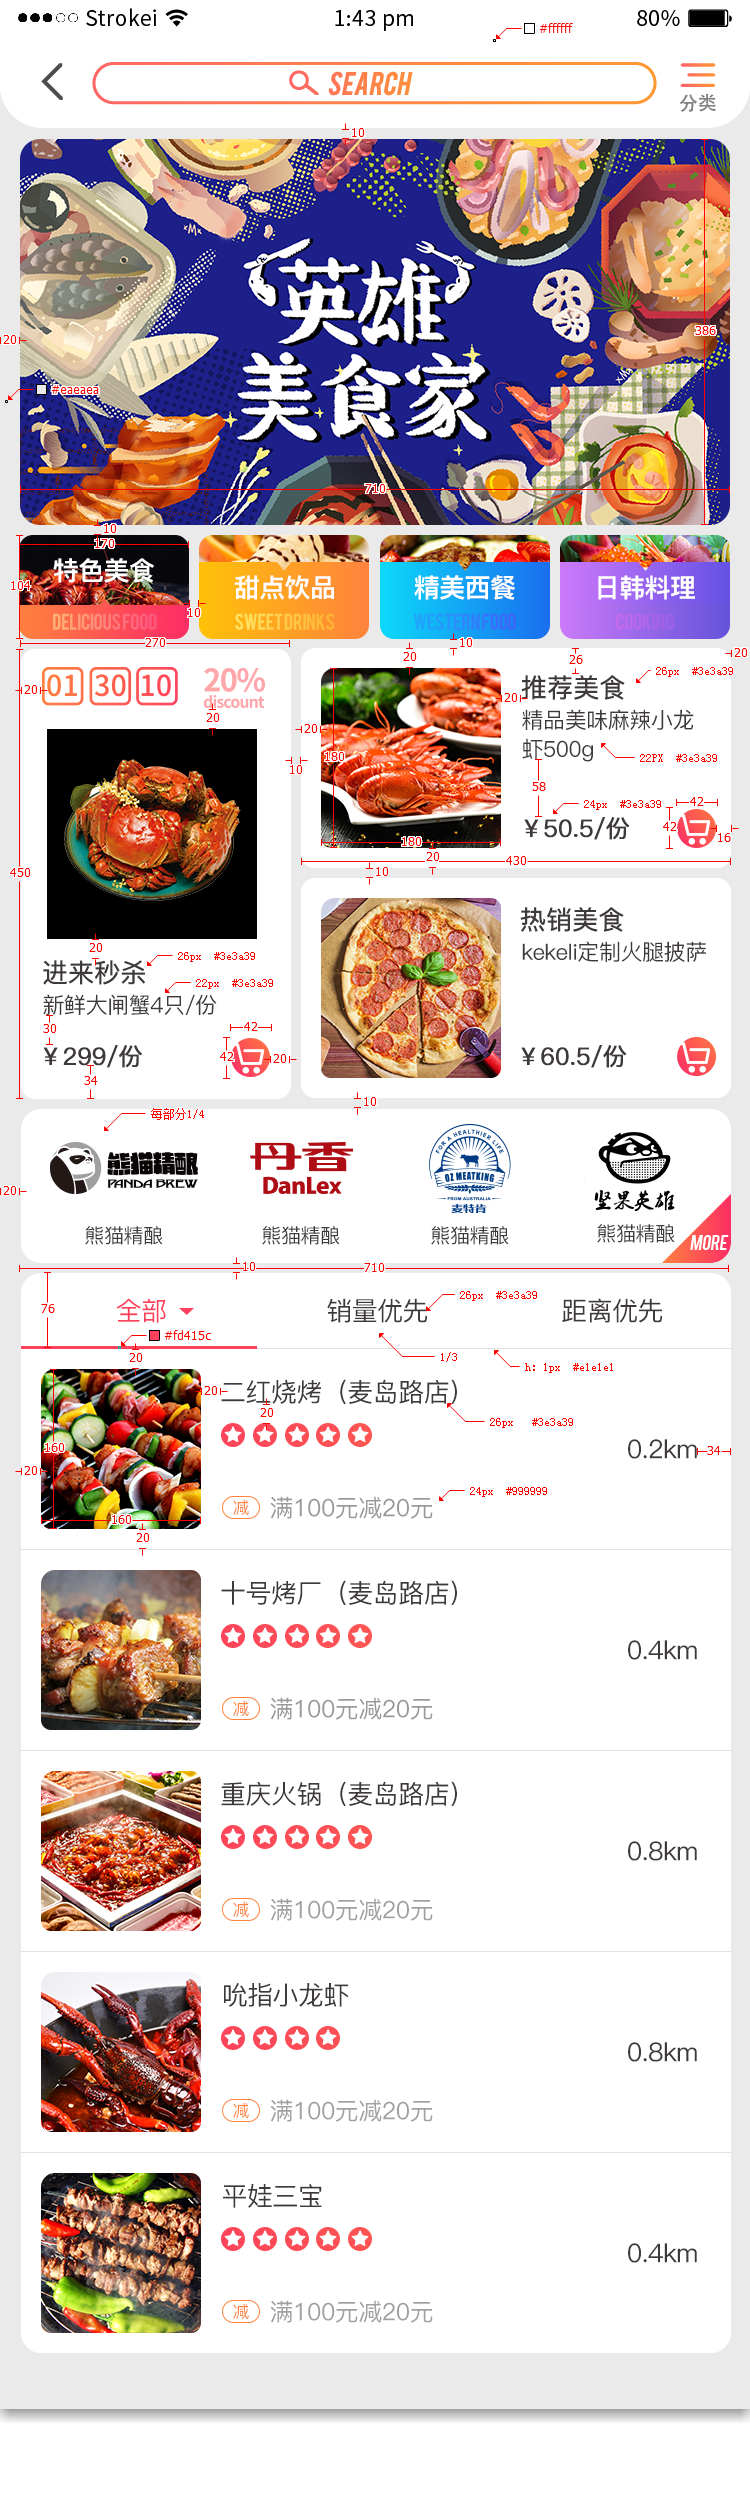 Strokei 1:43 pm 80%
#ffffff
SEARCH
分类
10
英雄
美食家
20
386
#eaeaea
710
10
170
104
特色美食
DELICIOUS FOOD
10
甜点饮品
SWEET DRINKS
精美西餐
WESTERN FOOD
日韩料理
COOKING
270
10
20
01 30 10
20%
discount
20
20
450
10
20
进来秒杀
26px #3e3a39
22px #3e3a39
新鲜大闸蟹4只/份
30
¥299/份
42
42
20
34
20
26
20
20
180
180
20
推荐美食
26px #3e3a39
精品美味麻辣小龙
虾500g
22PX #3e3a39
58
24px #3e3a39
¥50.5/份
42
42
16
430
10
热销美食
kekeli定制火腿披萨
¥60.5/份
10
每部分1/4
20
熊猫精酿
PANDA BREW
熊猫精酿
丹香
DanLex
熊猫精酿
FOR A HEALTHIER LIFE
OZ MEATKING
FROM AUSTRALIA
麦特肯
熊猫精酿
坚果英雄
熊猫精酿
MORE
10
710
76
全部
销量优先
26px #3e3a39
距离优先
#fd415c
20
1/3
h: 1px #e1e1e1
20
160
20
160
20
二红烧烤（麦岛路店）
20
26px #3e3a39
0.2km
34
24px #999999
减 满100元减20元
十号烤厂（麦岛路店）
0.4km
减 满100元减20元
重庆火锅（麦岛路店）
0.8km
减 满100元减20元
吮指小龙虾
0.8km
减 满100元减20元
平娃三宝
0.4km
减 满100元减20元